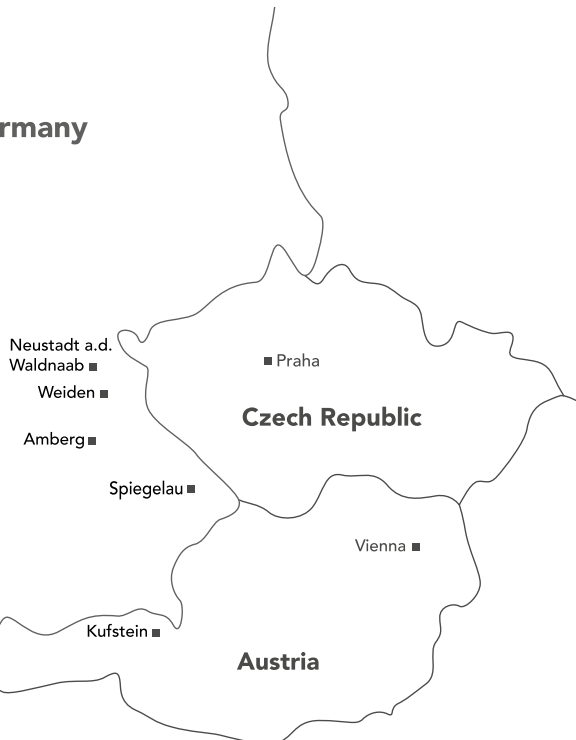 rmany
Neustadt a.d.
Waldnaab
Praha
Weiden
Czech Republic
Amberg
Spiegelau
Vienna
Kufstein
Austria